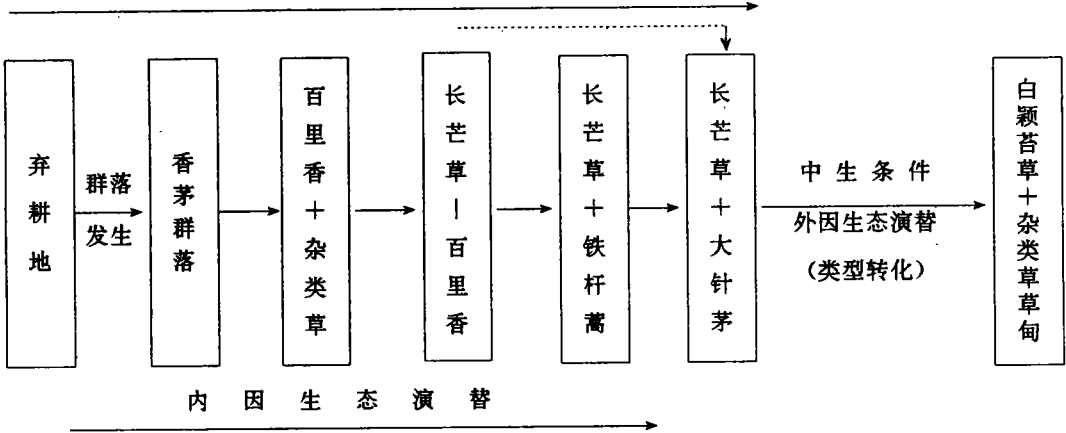 弃耕地
群落
发生
香茅群落
百里香＋杂类草
长芒草－百里香
长芒草＋铁杆蒿
长芒草＋大针茅
中生条件
外因生态演替
（类型转化）
白颖苔草＋杂类草草甸
内因生态演替